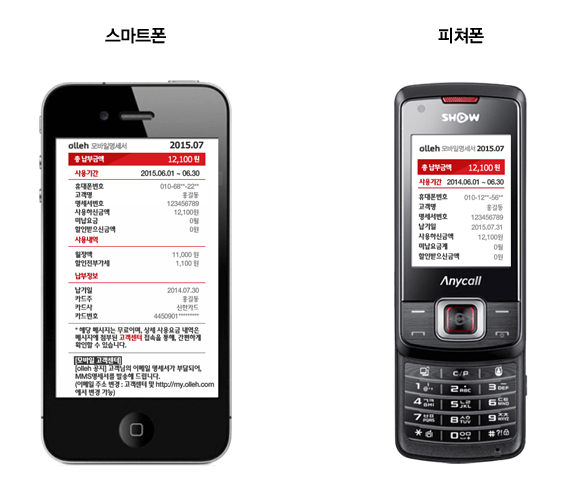 스마트폰
olleh 모바일명세서 2015.07
총 납부금액 12,100 원
사용기간 2015.06.01 ~ 06.30
휴대폰번호 010-68**-22**
고객명 홍길동
명세서번호 123456789
사용하신금액 12,100원
미납요금 0원
할인받으신금액 0원
사용내역
월정액 11,000 원
할인전부가세 1,100 원
납부정보
납기일 2014.07.30
카드주 홍길동
카드사 신한카드
카드번호 4450901*********
* 해당 메시지는 무료이며, 상세 사용요금 내역은
메시지에 첨부된 고객센터 접속을 통해, 간편하게
확인할 수 있습니다.
[모바일 고객센터]
[olleh 공지] 고객님의 이메일 명세서가 부달되어,
MMS명세서를 발송해 드립니다.
(이메일 주소 변경 : 고객센터 및 http://my.olleh.com
에서 변경 가능)
피쳐폰
SHOW
olleh 모바일명세서 2015.07
총 납부금액 12,100 원
사용기간 2014.06.01 ~ 06.30
휴대폰번호 010-12**-56**
고객명 홍길동
명세서번호 123456789
납기일 2015.07.31
사용하신금액 12,100원
미납요금계 0원
할인받으신금액 0원
Anycall
C/P
1
2 ABC
3 DEF
4 GHI
5 JKL
6 MNO
7 PQRS
8 TUV
9 WXYZ
* 0 #?!